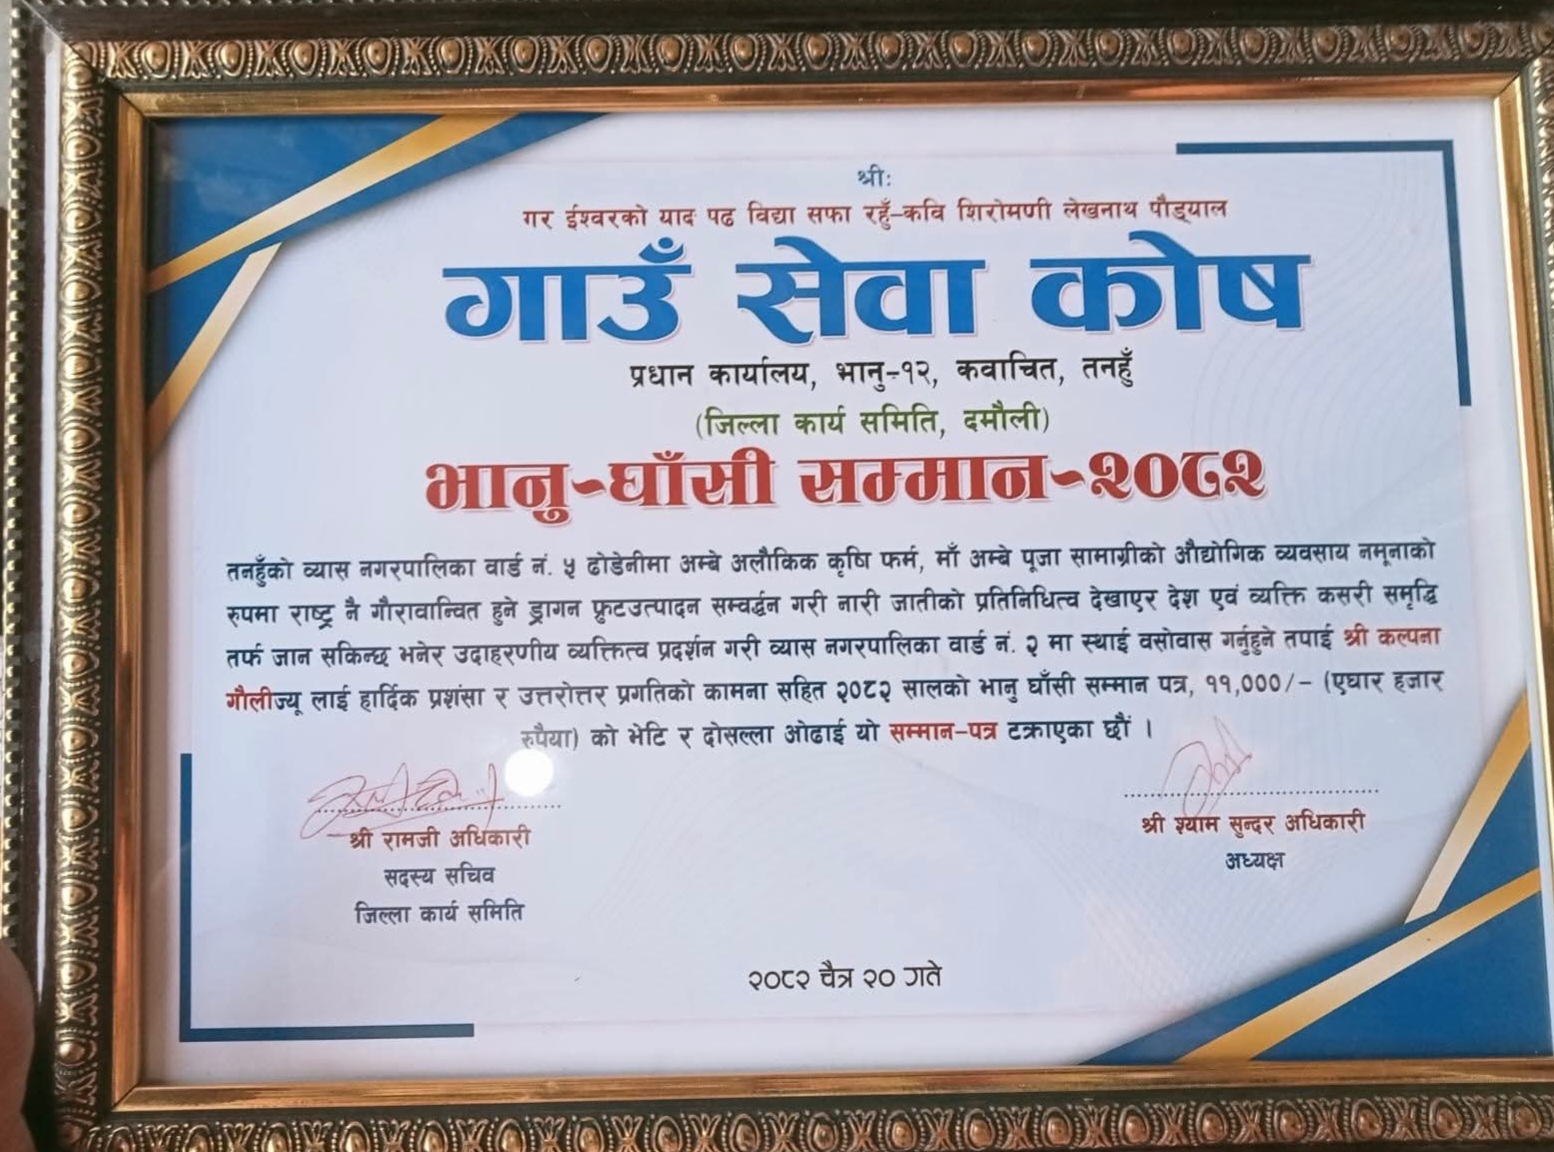 श्रीः
गर ईश्वरको याद पढ विद्या सफा रहूँ-कवि शिरोमणी लेखनाथ पौड्याल
गाउँ सेवा कोष
प्रधान कार्यालय, भानु-१२, कवाचित, तनहुँ
(जिल्ला कार्य समिति, दमौली)
भानु-घाँसी सम्मान-२०८२
तनहुँको व्यास नगरपालिका वार्ड नं. ५ ढोडेनीमा अम्बे अलौकिक कृषि फर्म, माँ अम्बे पूजा सामाग्रीको औद्योगिक व्यवसाय नमूनाको
रुपमा राष्ट्र नै गौरावान्वित हुने ड्रागन फ्रुटउत्पादन सम्वर्द्धन गरी नारी जातीको प्रतिनिधित्व देखाएर देश एवं व्यक्ति कसरी समृद्धि
तर्फ जान सकिन्छ भनेर उदाहरणीय व्यक्तित्व प्रदर्शन गरी व्यास नगरपालिका वार्ड नं. २ मा स्थाई वसोवास गर्नुहुने तपाई श्री कल्पना
गौलीज्यू लाई हार्दिक प्रशंसा र उत्तरोत्तर प्रगतिको कामना सहित २०८२ सालको भानु घाँसी सम्मान पत्र, ११,०००/- (एघार हजार
रुपैया) को भेटि र दोसल्ला ओढाई यो सम्मान-पत्र टक्राएका छौं ।
श्री रामजी अधिकारी
सदस्य सचिव
जिल्ला कार्य समिति
श्री श्याम सुन्दर अधिकारी
अध्यक्ष
२०८२ चैत्र २० गते